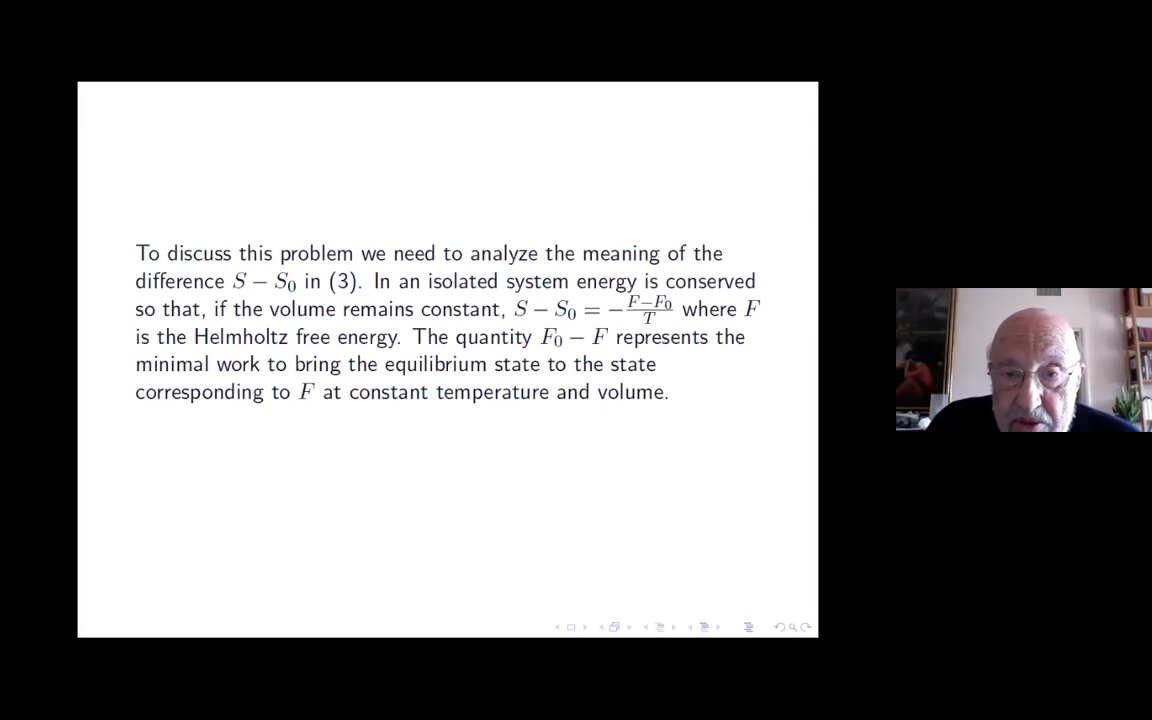 To discuss this problem we need to analyze the meaning of the
difference S − S₀ in (3). In an isolated system energy is conserved
so that, if the volume remains constant, S − S₀ = −\frac{F−F₀}{T} where F
is the Helmholtz free energy. The quantity F₀ − F represents the
minimal work to bring the equilibrium state to the state
corresponding to F at constant temperature and volume.